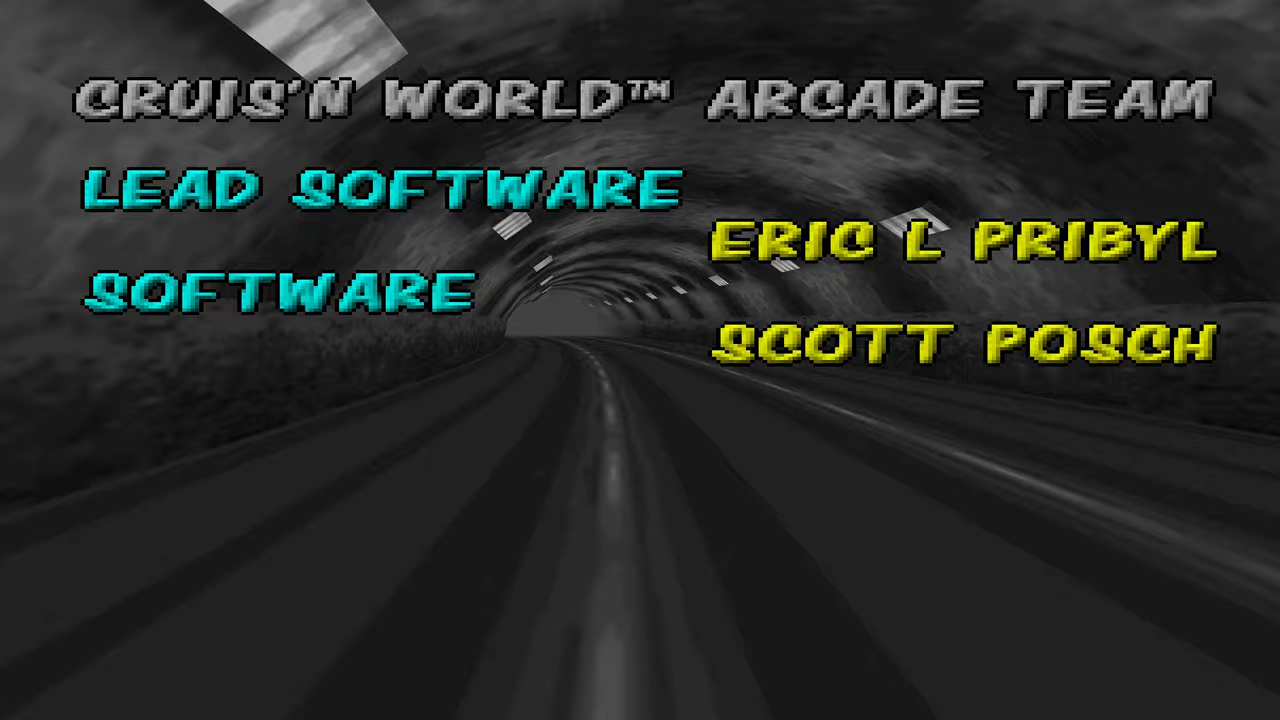 CRUIS'N WORLD™ ARCADE TEAM
LEAD SOFTWARE
ERIC L PRIBYL
SOFTWARE
SCOTT POSCH